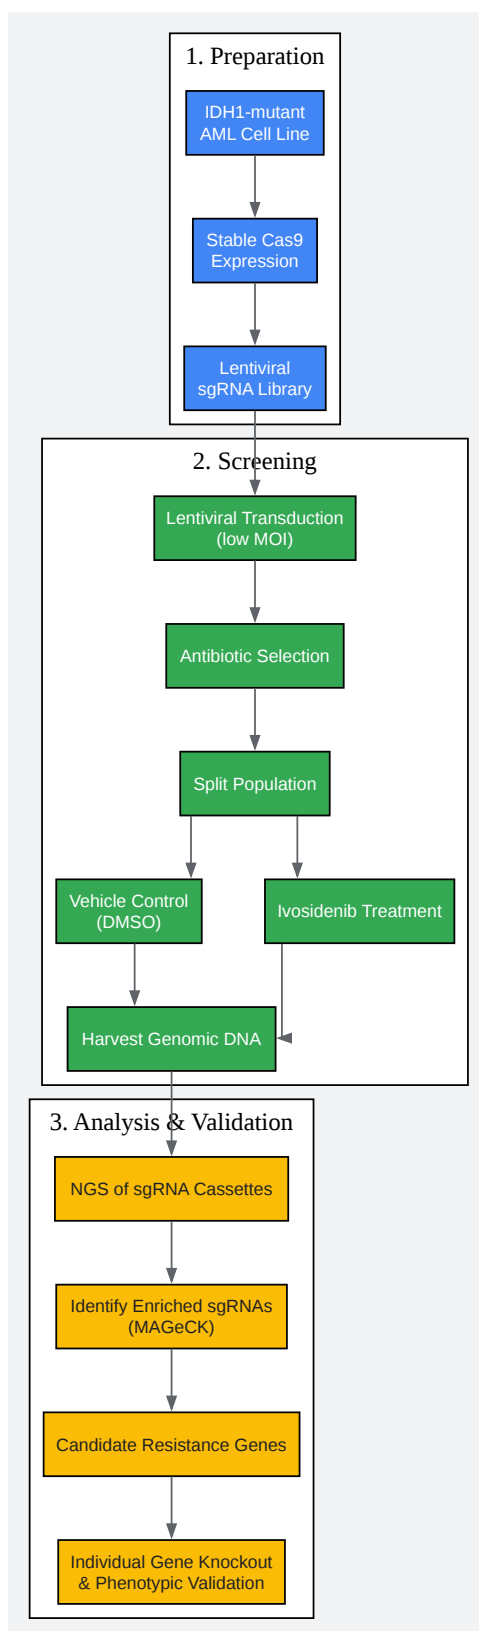 1. Preparation
IDH1-mutant
AML Cell Line
Stable Cas9
Expression
Lentiviral
sgRNA Library
2. Screening
Lentiviral Transduction
(low MOI)
Antibiotic Selection
Split Population
Vehicle Control
(DMSO)
Ivosidenib Treatment
Harvest Genomic DNA
3. Analysis & Validation
NGS of sgRNA Cassettes
Identify Enriched sgRNAs
(MAGeCK)
Candidate Resistance Genes
Individual Gene Knockout
& Phenotypic Validation